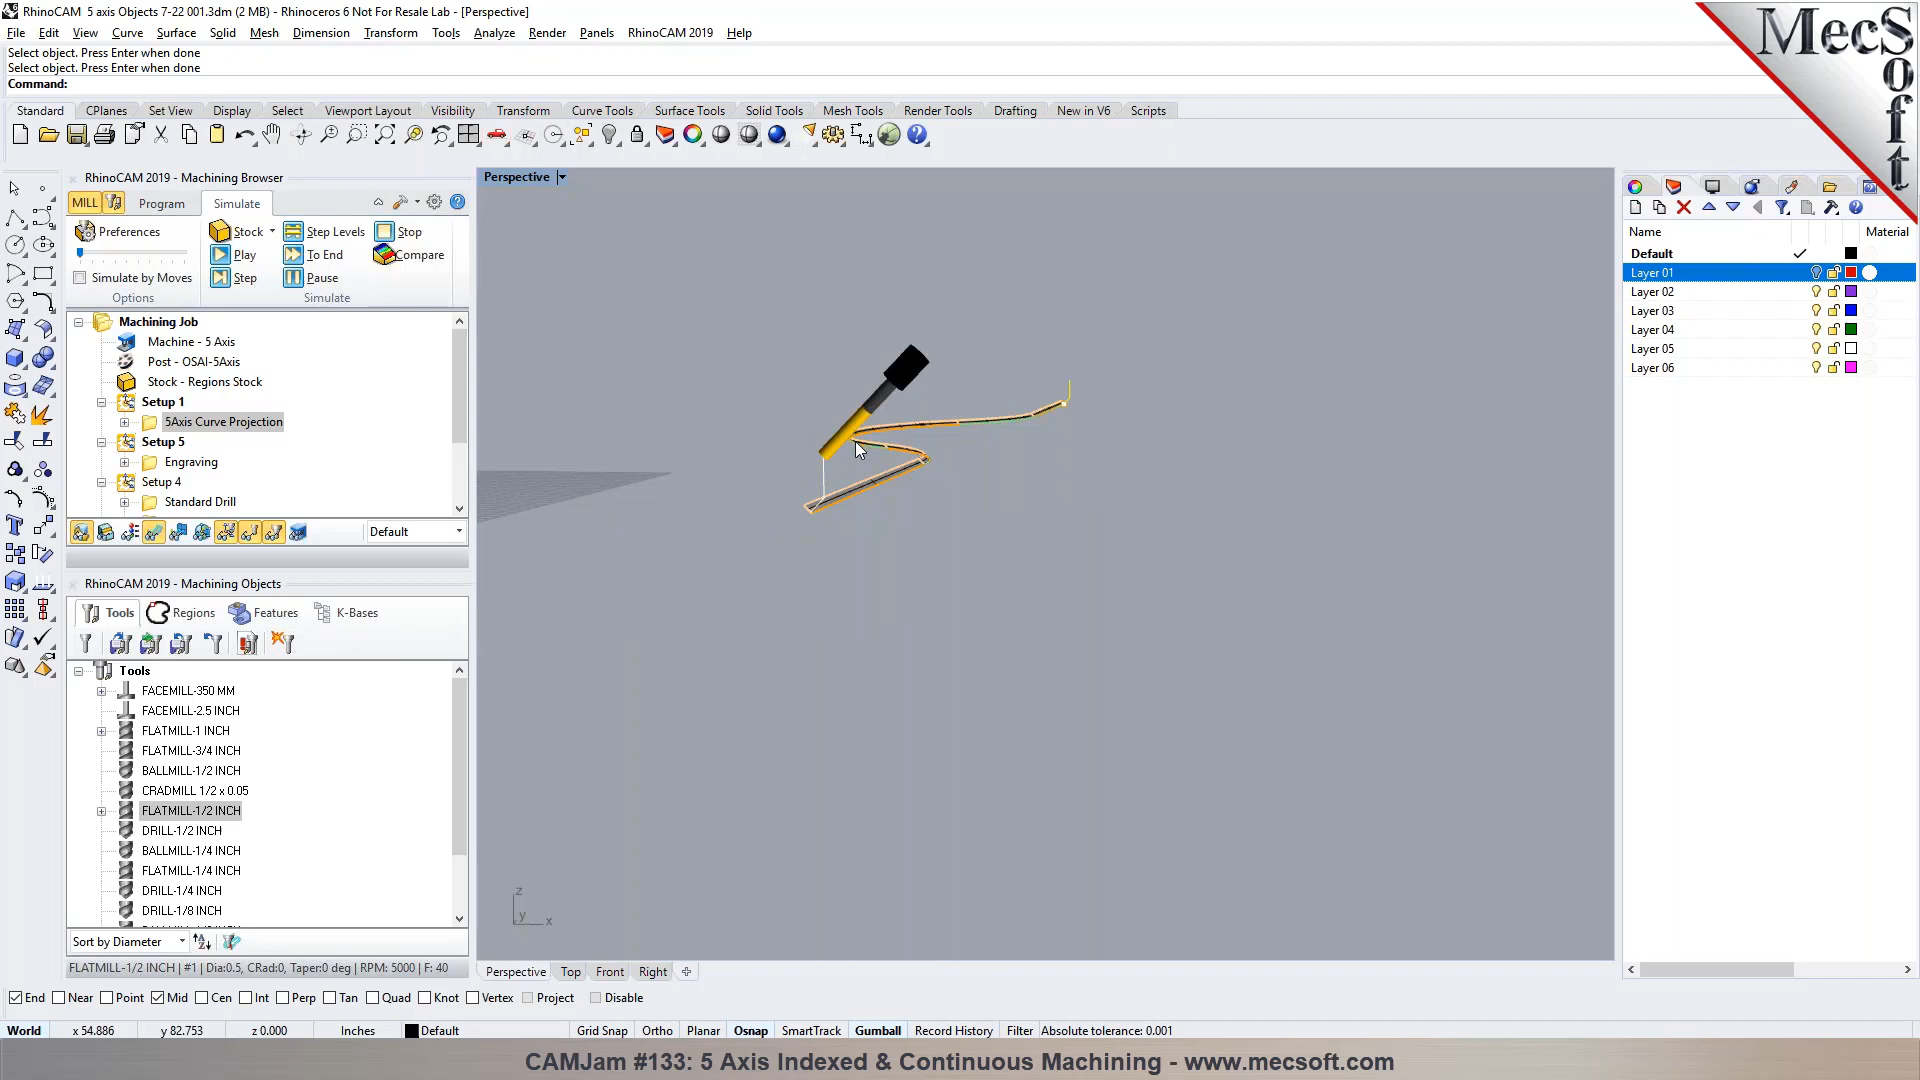 RhinoCAM 5 axis Objects 7-22 001.3dm (2 MB) - Rhinoceros 6 Not For Resale Lab - [Perspective]
File Edit View Curve Surface Solid Mesh Dimension Transform Tools Analyze Render Panels RhinoCAM 2019 Help
Select object. Press Enter when done
Select object. Press Enter when done
Command:
Standard CPlanes Set View Display Select Viewport Layout Visibility Transform Curve Tools Surface Tools Solid Tools Mesh Tools Render Tools Drafting New in V6 Scripts
MecSoft
RhinoCAM 2019 - Machining Browser
MILL Program Simulate
Preferences Stock Step Levels Stop
Play To End Compare
Simulate by Moves Step Pause
Options Simulate
Machining Job
Machine - 5 Axis
Post - OSAI-5Axis
Stock - Regions Stock
Setup 1
5Axis Curve Projection
Setup 5
Engraving
Setup 4
Standard Drill
Default
RhinoCAM 2019 - Machining Objects
Tools Regions Features K-Bases
Tools
FACEMILL-350 MM
FACEMILL-2.5 INCH
FLATMILL-1 INCH
FLATMILL-3/4 INCH
BALLMILL-1/2 INCH
CRADMILL 1/2 x 0.05
FLATMILL-1/2 INCH
DRILL-1/2 INCH
BALLMILL-1/4 INCH
FLATMILL-1/4 INCH
DRILL-1/4 INCH
DRILL-1/8 INCH
Sort by Diameter
FLATMILL-1/2 INCH | #1 | Dia:0.5, CRad:0, Taper:0 deg | RPM: 5000 | F: 40
Perspective
z
y x
Perspective Top Front Right
Name Material
Default
Layer 01
Layer 02
Layer 03
Layer 04
Layer 05
Layer 06
End Near Point Mid Cen Int Perp Tan Quad Knot Vertex Project Disable
World x 54.886 y 82.753 z 0.000 Inches Default Grid Snap Ortho Planar Osnap SmartTrack Gumball Record History Filter Absolute tolerance: 0.001
CAMJam #133: 5 Axis Indexed & Continuous Machining - www.mecsoft.com